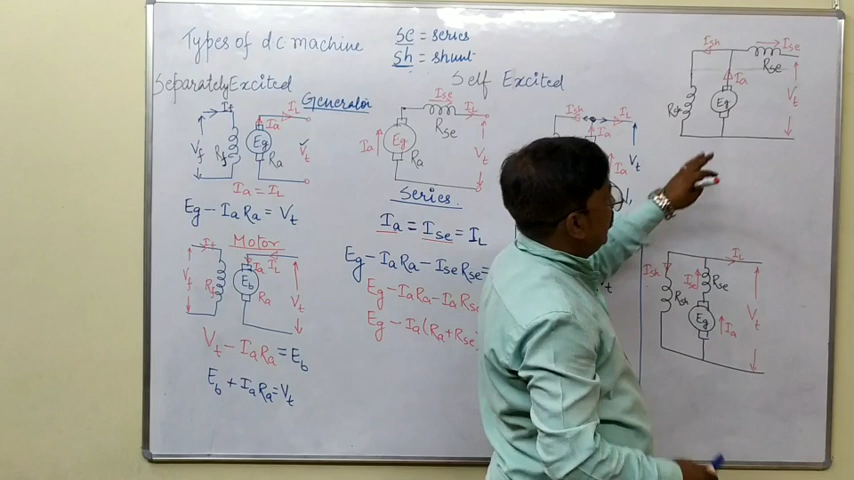 Types of dc machine
Se = series
Sh = shunt
Separately Excited
Self Excited
Generator
If
Ia
IL
Vf
Rf
Eg
Ra
Vt
Ia = IL
Eg - IaRa = Vt
Motor
If
Ia
IL
Vf
Rf
Eb
Ra
Vt
Vt - IaRa = Eb
Eb + IaRa = Vt
Ise
IL
Rse
Ia
Eg
Ra
Vt
Series
Ia = Ise = IL
Eg - IaRa - IseRse =
Eg - IaRa - IaRse
Eg - Ia(Ra+Rse
Ish
IL
Ia
Ia
Vt
Ish
Ise
Rse
Ia
Rsh
Eg
Vt
IL
Ish
Ise
Rse
Rsh
Eg
Ia
Vt